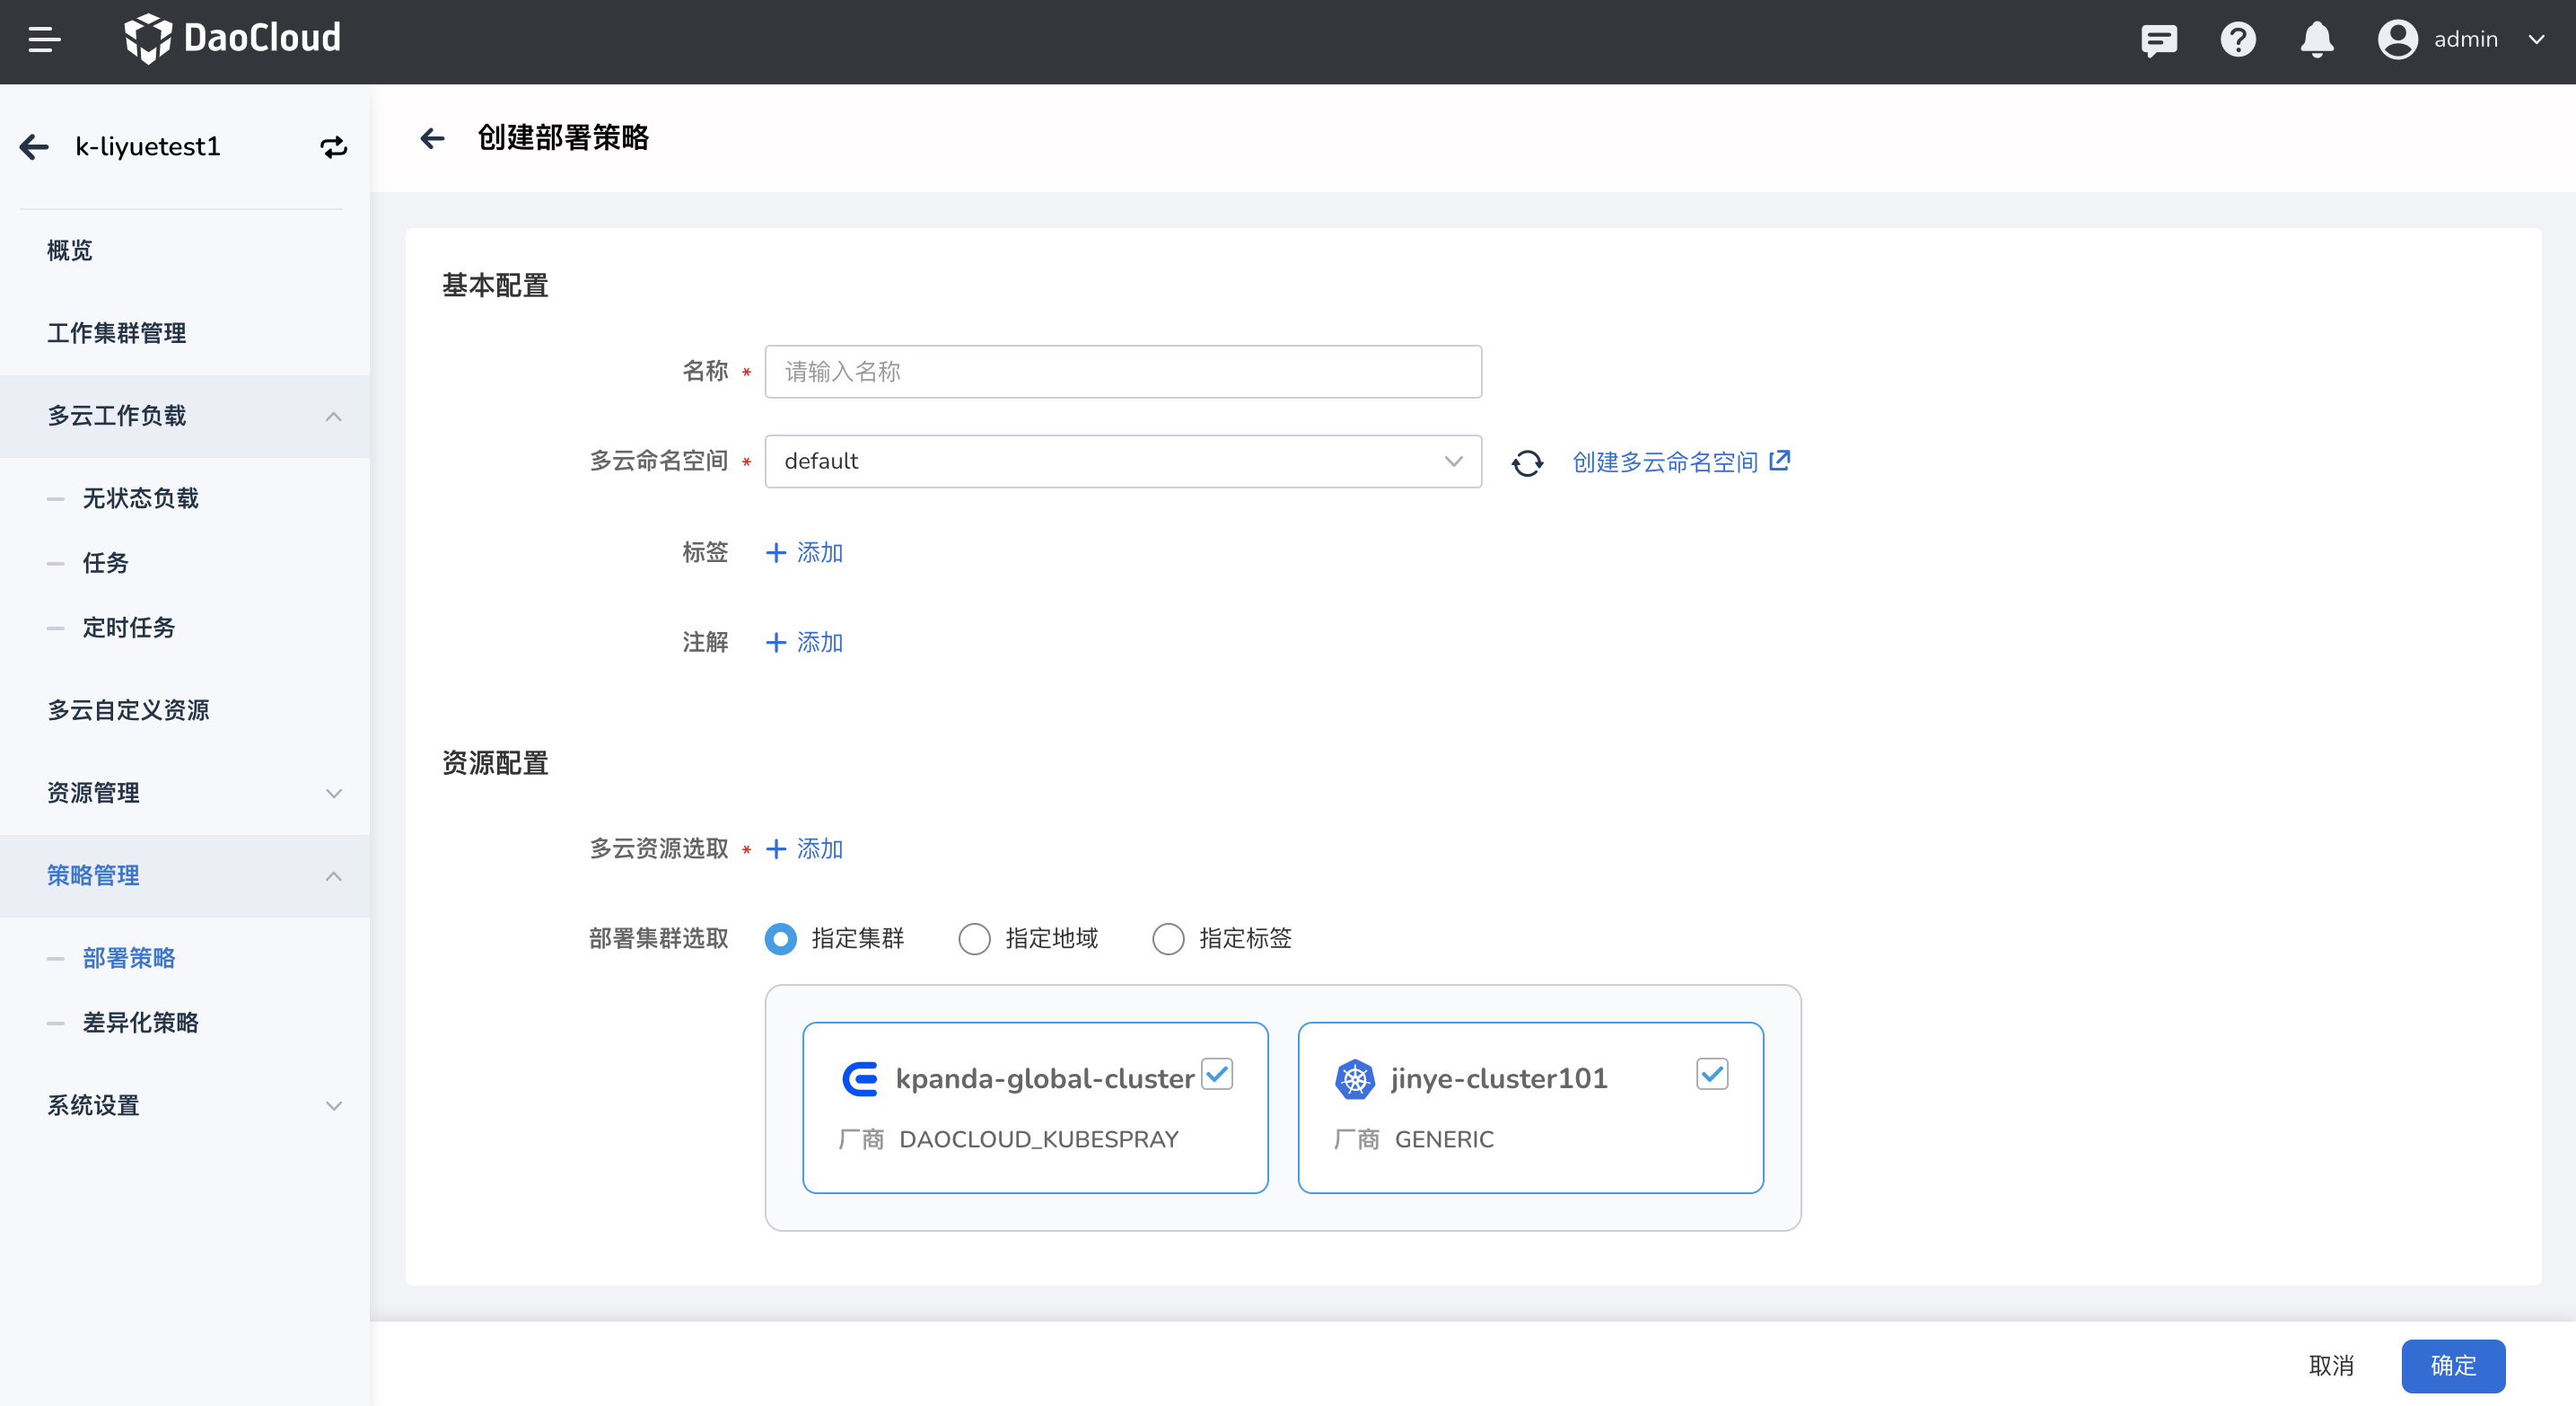 DaoCloud
admin
k-liyuetest1
概览
工作集群管理
多云工作负载
无状态负载
任务
定时任务
多云自定义资源
资源管理
策略管理
部署策略
差异化策略
系统设置
创建部署策略
基本配置
名称 *
请输入名称
多云命名空间 *
default
创建多云命名空间
标签
+ 添加
注解
+ 添加
资源配置
多云资源选取 *
+ 添加
部署集群选取
指定集群
指定地域
指定标签
kpanda-global-cluster
厂商 DAOCLOUD_KUBESPRAY
jinye-cluster101
厂商 GENERIC
取消
确定